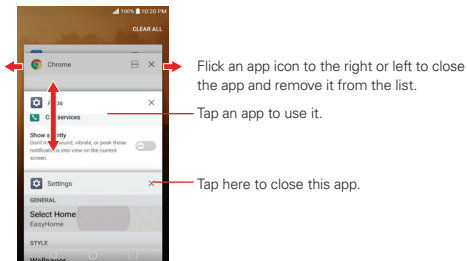 100% 10:20 PM
CLEAR ALL
Chrome
Flick an app icon to the right or left to close
the app and remove it from the list.
Apps
Tap an app to use it.
services
Show silently
Don't sound, vibrate, or peek these
notifications into view on the current
screen.
Settings
Tap here to close this app.
GENERAL
Select Home
EasyHome
STYLE
Wallpaper